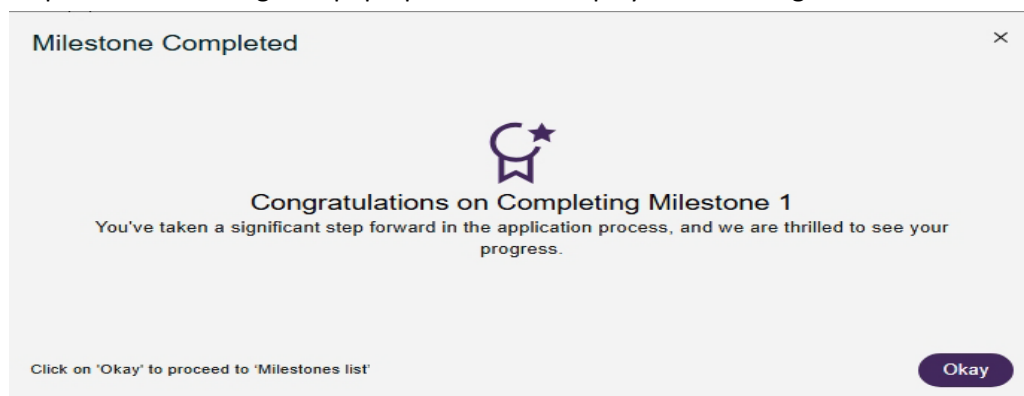 Milestone Completed
Congratulations on Completing Milestone 1
You've taken a significant step forward in the application process, and we are thrilled to see your
progress.
Click on 'Okay' to proceed to 'Milestones list'
Okay